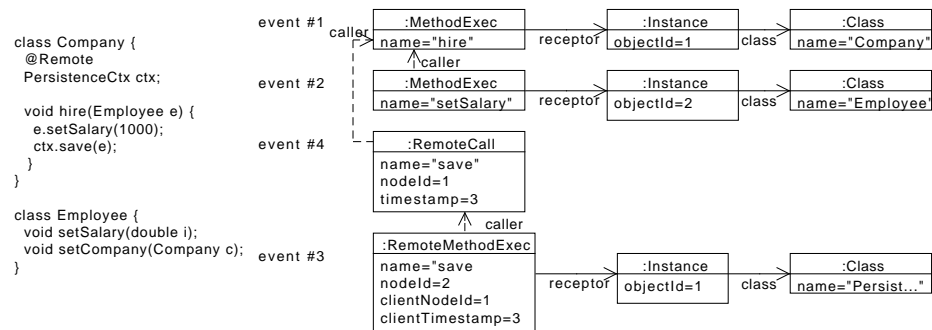 class Company {
@Remote
PersistenceCtx ctx;
void hire(Employee e) {
e.setSalary(1000);
ctx.save(e);
}
}
class Employee {
void setSalary(double i);
void setCompany(Company c);
}
event #1
caller
:MethodExec
name="hire"
receptor
:Instance
objectId=1
class
:Class
name="Company"
caller
event #2
:MethodExec
name="setSalary"
receptor
:Instance
objectId=2
class
:Class
name="Employee"
event #4
:RemoteCall
name="save"
nodeId=1
timestamp=3
caller
event #3
:RemoteMethodExec
name="save
nodeId=2
clientNodeId=1
clientTimestamp=3
receptor
:Instance
objectId=1
class
:Class
name="Persist..."